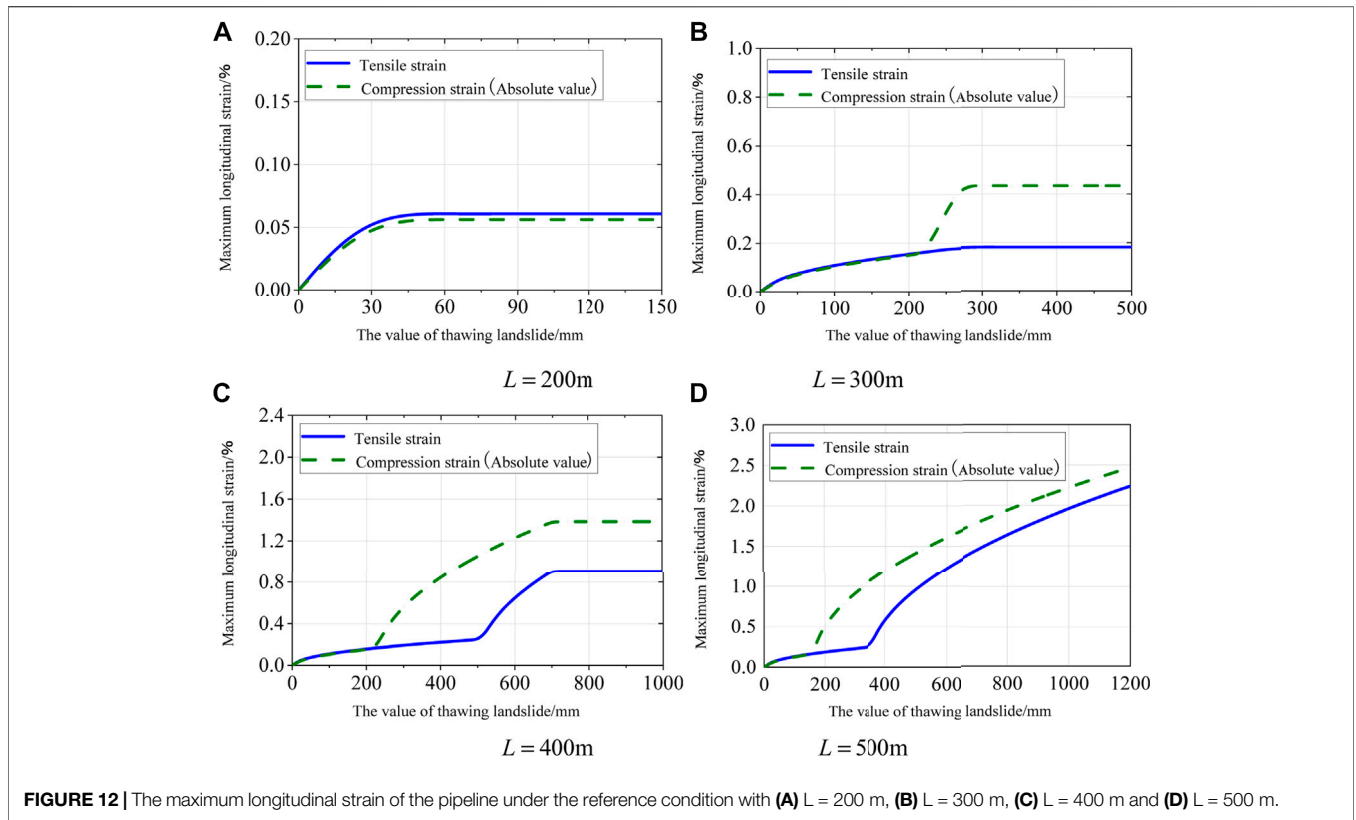 A
Maximum longitudinal strain/%
0.20
0.15
0.10
0.05
0.00
Tensile strain
Compression strain (Absolute value)
0 30 60 90 120 150
The value of thawing landslide/mm
L = 200m
B
Maximum longitudinal strain/%
1.0
0.8
0.6
0.4
0.2
0.0
Tensile strain
Compression strain (Absolute value)
0 100 200 300 400 500
The value of thawing landslide/mm
L = 300m
C
Maximum longitudinal strain/%
2.4
2.0
1.6
1.2
0.8
0.4
0.0
Tensile strain
Compression strain (Absolute value)
0 200 400 600 800 1000
The value of thawing landslide/mm
L = 400m
D
Maximum longitudinal strain/%
3.0
2.5
2.0
1.5
1.0
0.5
0.0
Tensile strain
Compression strain (Absolute value)
0 200 400 600 800 1000 1200
The value of thawing landslide/mm
L = 500m
FIGURE 12 | The maximum longitudinal strain of the pipeline under the reference condition with (A) L = 200 m, (B) L = 300 m, (C) L = 400 m and (D) L = 500 m.